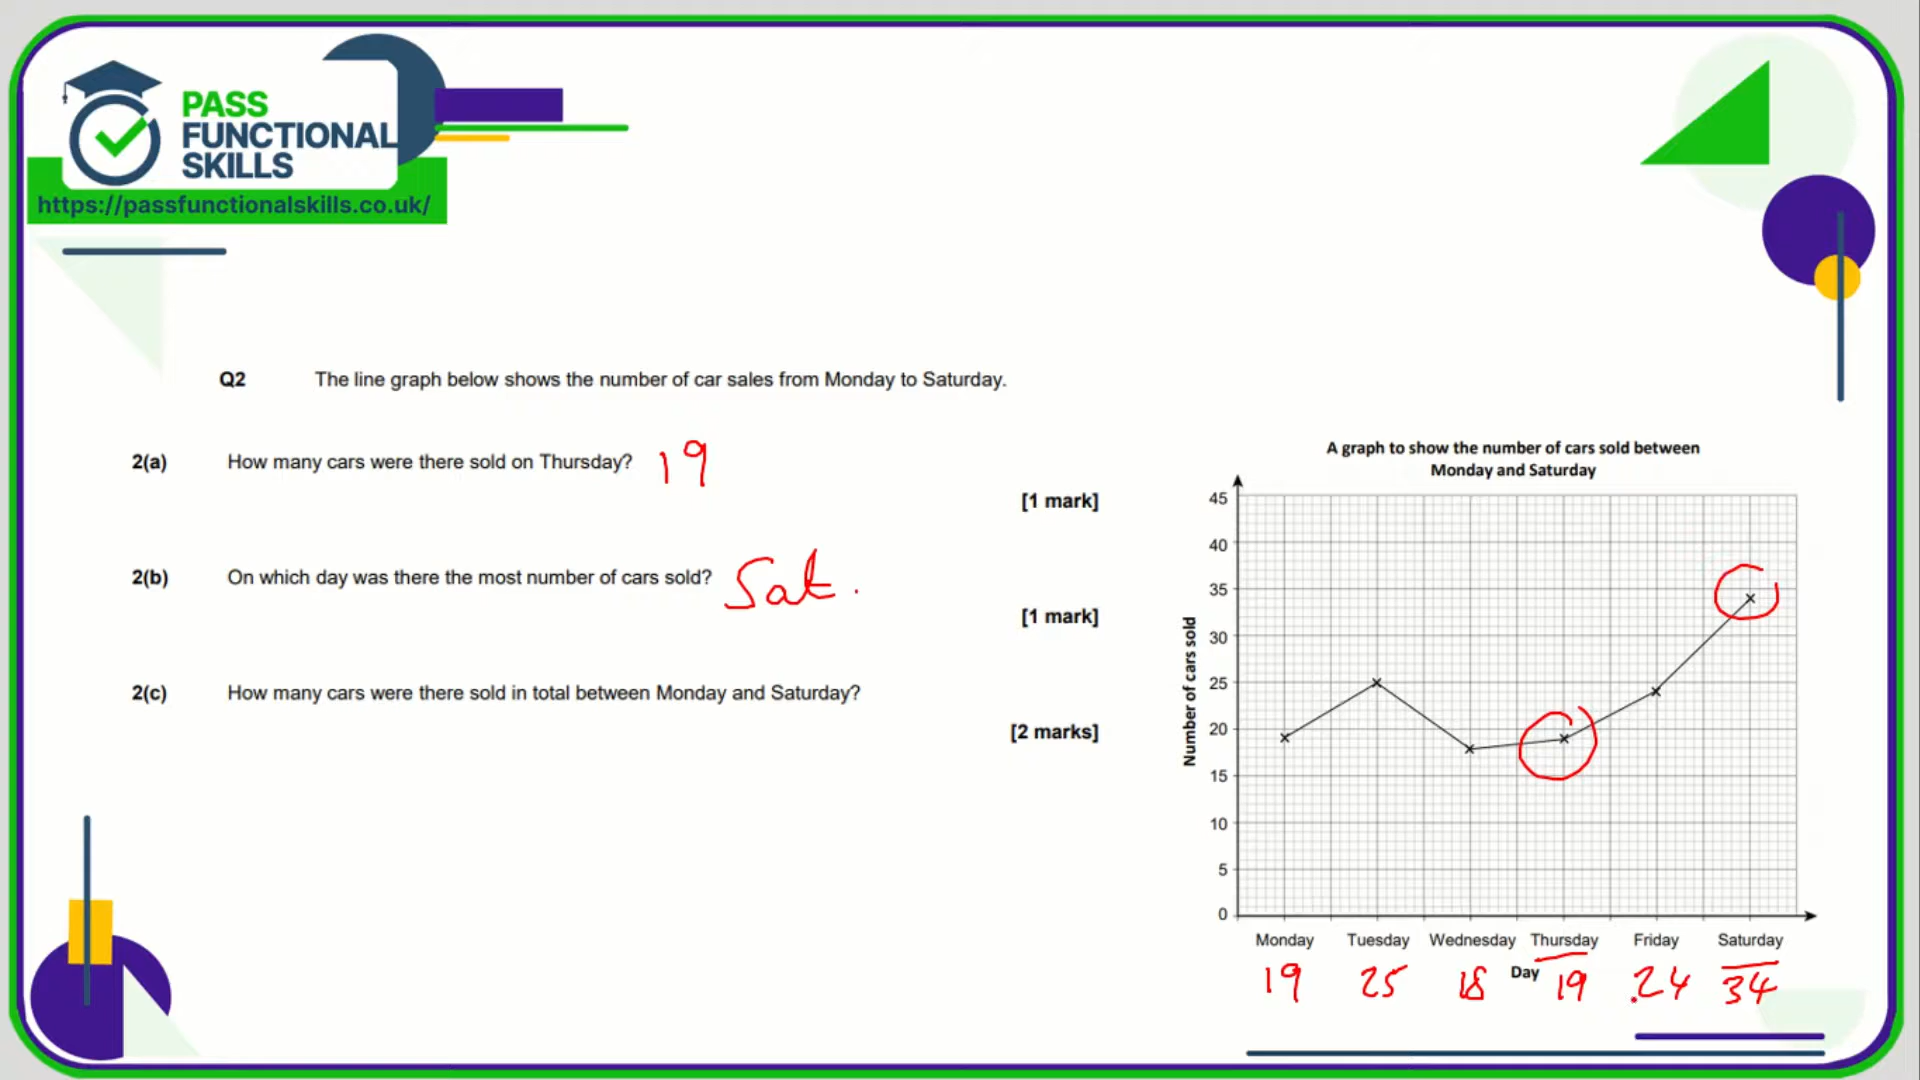 PASS
FUNCTIONAL
SKILLS
https://passfunctionalskills.co.uk/
Q2 The line graph below shows the number of car sales from Monday to Saturday.
2(a) How many cars were there sold on Thursday? 19
[1 mark]
2(b) On which day was there the most number of cars sold? Sat.
[1 mark]
2(c) How many cars were there sold in total between Monday and Saturday?
[2 marks]
A graph to show the number of cars sold between
Monday and Saturday
Number of cars sold
45
40
35
30
25
20
15
10
5
0
Monday Tuesday Wednesday Thursday Friday Saturday
Day
19 25 18 19 .24 34